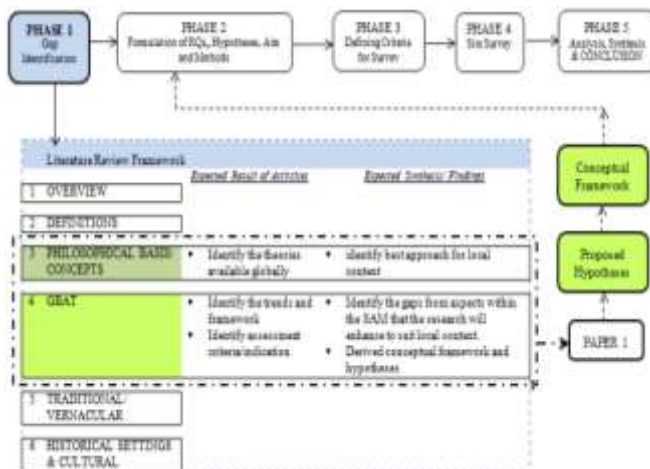 PHASE 1
Gap
Identification
PHASE 2
Formulation of RQs, Hypotheses, Aim
and Methods
PHASE 3
Defining Criteria
for Survey
PHASE 4
Site Survey
PHASE 5
Analysis, Synthesis
& CONCLUSION
Literature Review Framework
Expected Result of Activities
Expected Synthesis/ Findings
1 OVERVIEW
2 DEFINITIONS
3 PHILOSOPHICAL BASIS
CONCEPTS
• Identify the theories
available globally
• identify best approach for local
content
4 GBAT
• Identify the trends and
framework
• Identify assessment
criteria/indication
• Identify the gaps from aspects within
the SAM that the research will
enhance to suit local content.
• Derived conceptual framework and
hypotheses
5 TRADITIONAL/
VERNACULAR
6 HISTORICAL SETTINGS
& CULTURAL
Conceptual
Framework
Proposed
Hypotheses
PAPER 1